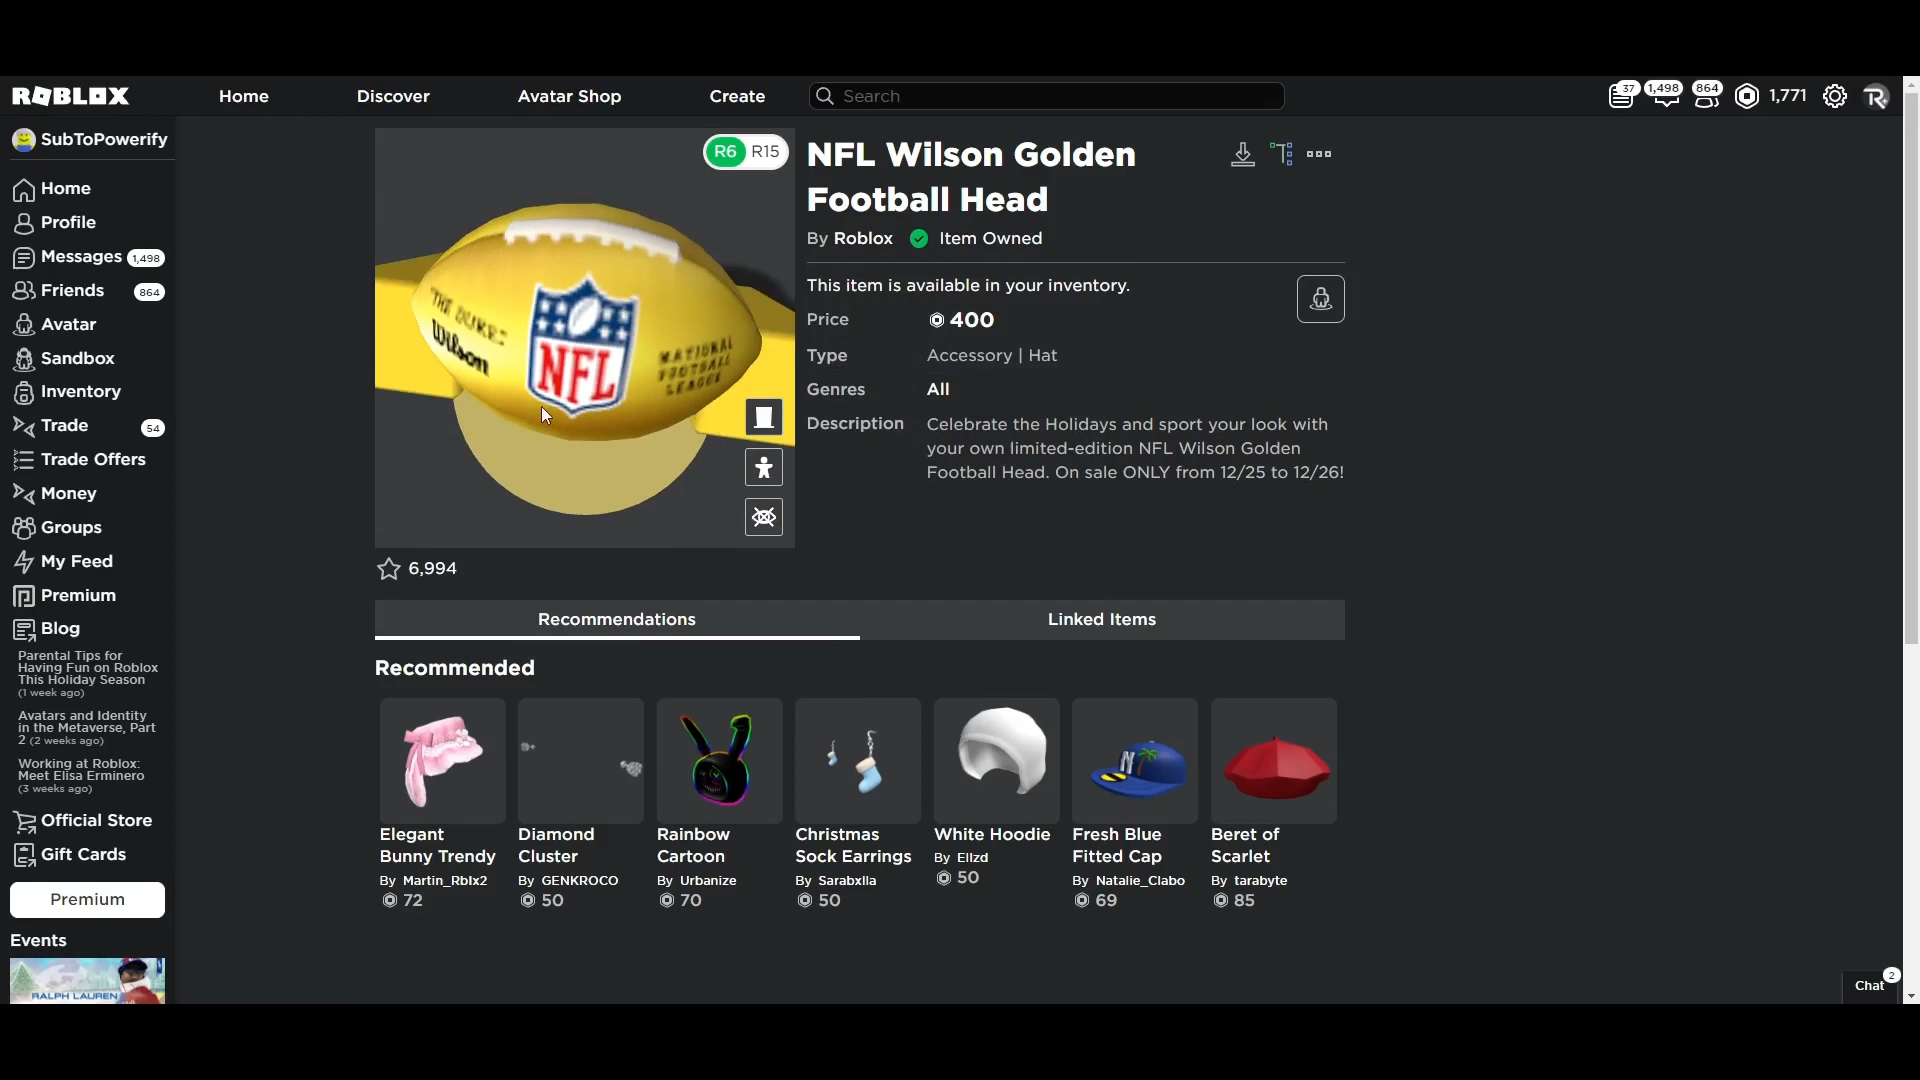 ROBLOX
Home
Discover
Avatar Shop
Create
Search
37
1,498
864
1,771
SubToPowerify
Home
Profile
Messages
1,498
Friends
864
Avatar
Sandbox
Inventory
Trade
54
Trade Offers
Money
Groups
My Feed
Premium
Blog
Parental Tips for
Having Fun on Roblox
This Holiday Season
(1 week ago)
Avatars and Identity
in the Metaverse, Part
2 (2 weeks ago)
Working at Roblox:
Meet Elisa Erminero
(3 weeks ago)
Official Store
Gift Cards
Premium
Events
RALPH LAUREN
R6
R15
"THE DUKE"
Wilson
NFL
NATIONAL
FOOTBALL
LEAGUE
6,994
NFL Wilson Golden
Football Head
By Roblox
Item Owned
This item is available in your inventory.
Price
400
Type
Accessory | Hat
Genres
All
Description
Celebrate the Holidays and sport your look with
your own limited-edition NFL Wilson Golden
Football Head. On sale ONLY from 12/25 to 12/26!
Recommendations
Linked Items
Recommended
Elegant
Bunny Trendy
By Martin_Rblx2
72
Diamond
Cluster
By GENKROCO
50
Rainbow
Cartoon
By Urbanize
70
Christmas
Sock Earrings
By Sarabxlla
50
White Hoodie
By Ellzd
50
N
Fresh Blue
Fitted Cap
By Natalie_Clabo
69
Beret of
Scarlet
By tarabyte
85
Chat
2